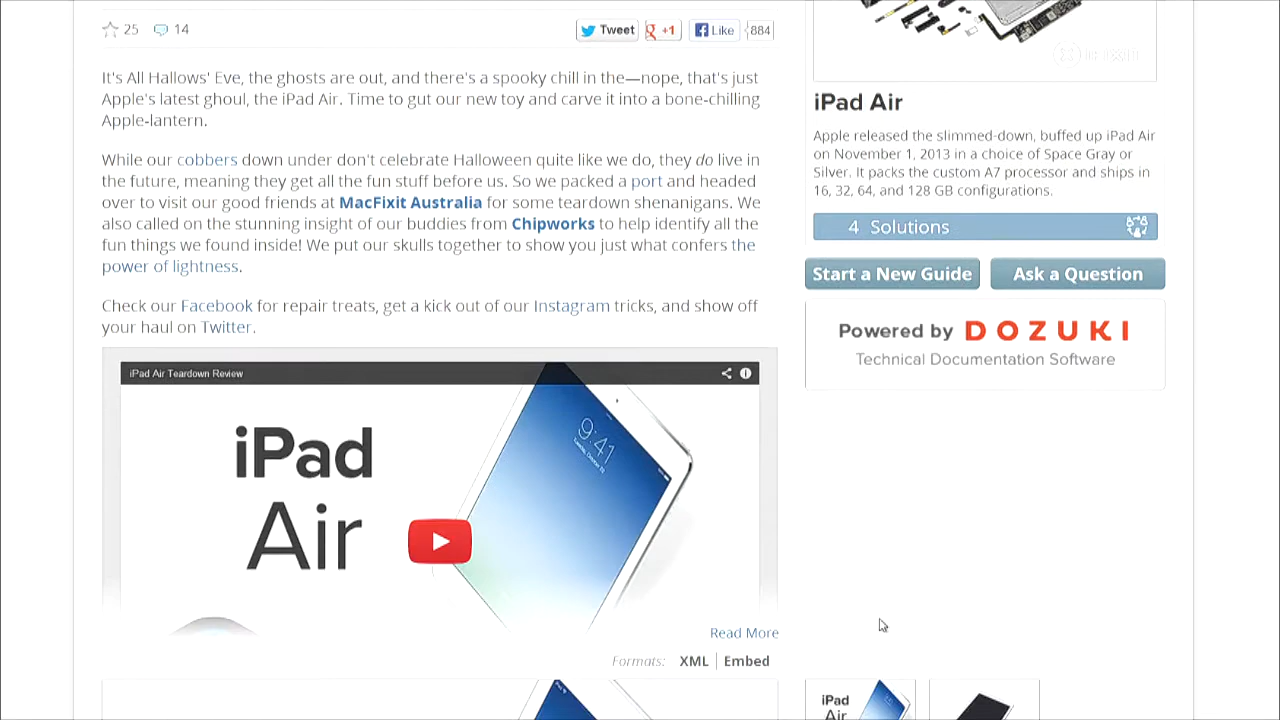 25 14
Tweet +1 Like 884
It's All Hallows' Eve, the ghosts are out, and there's a spooky chill in the—nope, that's just
Apple's latest ghoul, the iPad Air. Time to gut our new toy and carve it into a bone-chilling
Apple-lantern.
While our cobbers down under don't celebrate Halloween quite like we do, they do live in
the future, meaning they get all the fun stuff before us. So we packed a port and headed
over to visit our good friends at MacFixit Australia for some teardown shenanigans. We
also called on the stunning insight of our buddies from Chipworks to help identify all the
fun things we found inside! We put our skulls together to show you just what confers the
power of lightness.
Check our Facebook for repair treats, get a kick out of our Instagram tricks, and show off
your haul on Twitter.
iPad Air Teardown Review
iPad
Air
9:41
Read More
Formats: XML Embed
iPad Air
Apple released the slimmed-down, buffed up iPad Air
on November 1, 2013 in a choice of Space Gray or
Silver. It packs the custom A7 processor and ships in
16, 32, 64, and 128 GB configurations.
4 Solutions
Start a New Guide Ask a Question
Powered by DOZUKI
Technical Documentation Software
iPad
Air